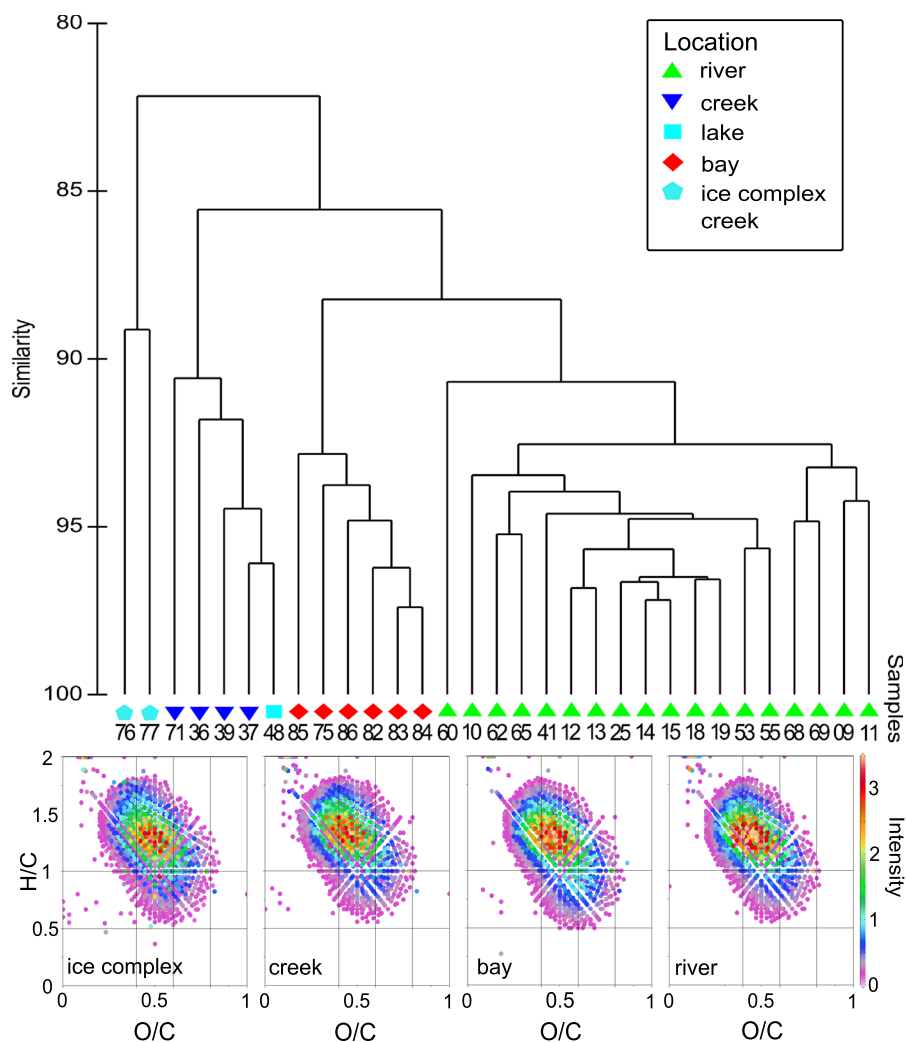 80
85
90
95
100
Similarity
Location
river
creek
lake
bay
ice complex
creek
Samples
76 77 71 36 39 37 48 85 75 86 82 83 84 60 10 62 65 41 12 13 25 14 15 18 19 53 55 68 69 09 11
2
1.5
1
0.5
0
H/C
ice complex
creek
bay
river
0 0.5 1
0 0.5 1
0 0.5 1
0 0.5 1
O/C O/C O/C O/C
3
2
1
0
Intensity